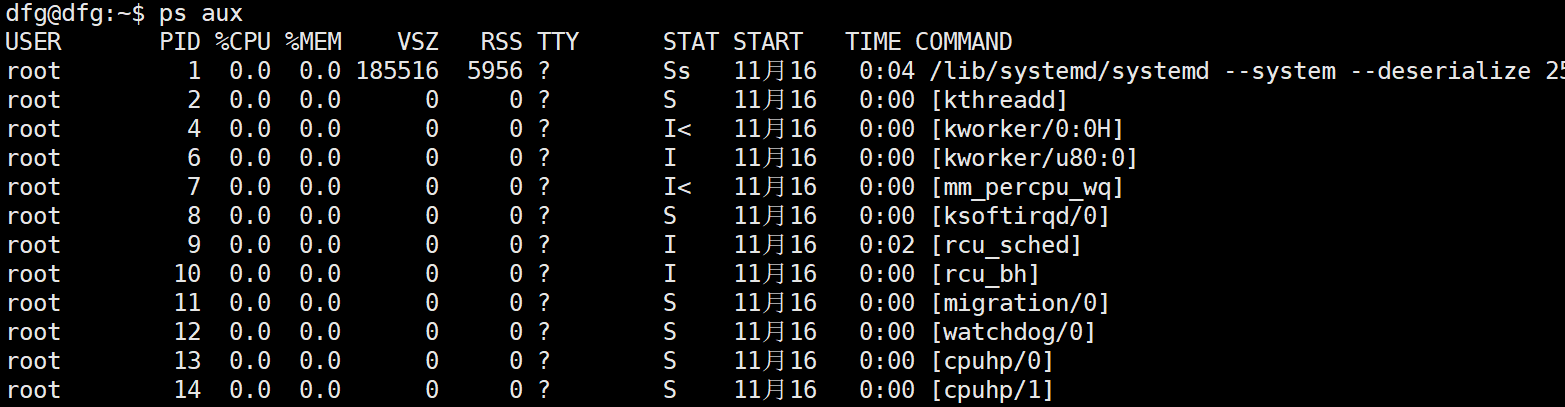 dfg@dfg:~$ ps aux
USER       PID %CPU %MEM    VSZ   RSS TTY      STAT START   TIME COMMAND
root         1  0.0  0.0 185516  5956 ?        Ss   11月16   0:04 /lib/systemd/systemd --system --deserialize 25
root         2  0.0  0.0      0     0 ?        S    11月16   0:00 [kthreadd]
root         4  0.0  0.0      0     0 ?        I<   11月16   0:00 [kworker/0:0H]
root         6  0.0  0.0      0     0 ?        I    11月16   0:00 [kworker/u80:0]
root         7  0.0  0.0      0     0 ?        I<   11月16   0:00 [mm_percpu_wq]
root         8  0.0  0.0      0     0 ?        S    11月16   0:00 [ksoftirqd/0]
root         9  0.0  0.0      0     0 ?        I    11月16   0:02 [rcu_sched]
root        10  0.0  0.0      0     0 ?        I    11月16   0:00 [rcu_bh]
root        11  0.0  0.0      0     0 ?        S    11月16   0:00 [migration/0]
root        12  0.0  0.0      0     0 ?        S    11月16   0:00 [watchdog/0]
root        13  0.0  0.0      0     0 ?        S    11月16   0:00 [cpuhp/0]
root        14  0.0  0.0      0     0 ?        S    11月16   0:00 [cpuhp/1]